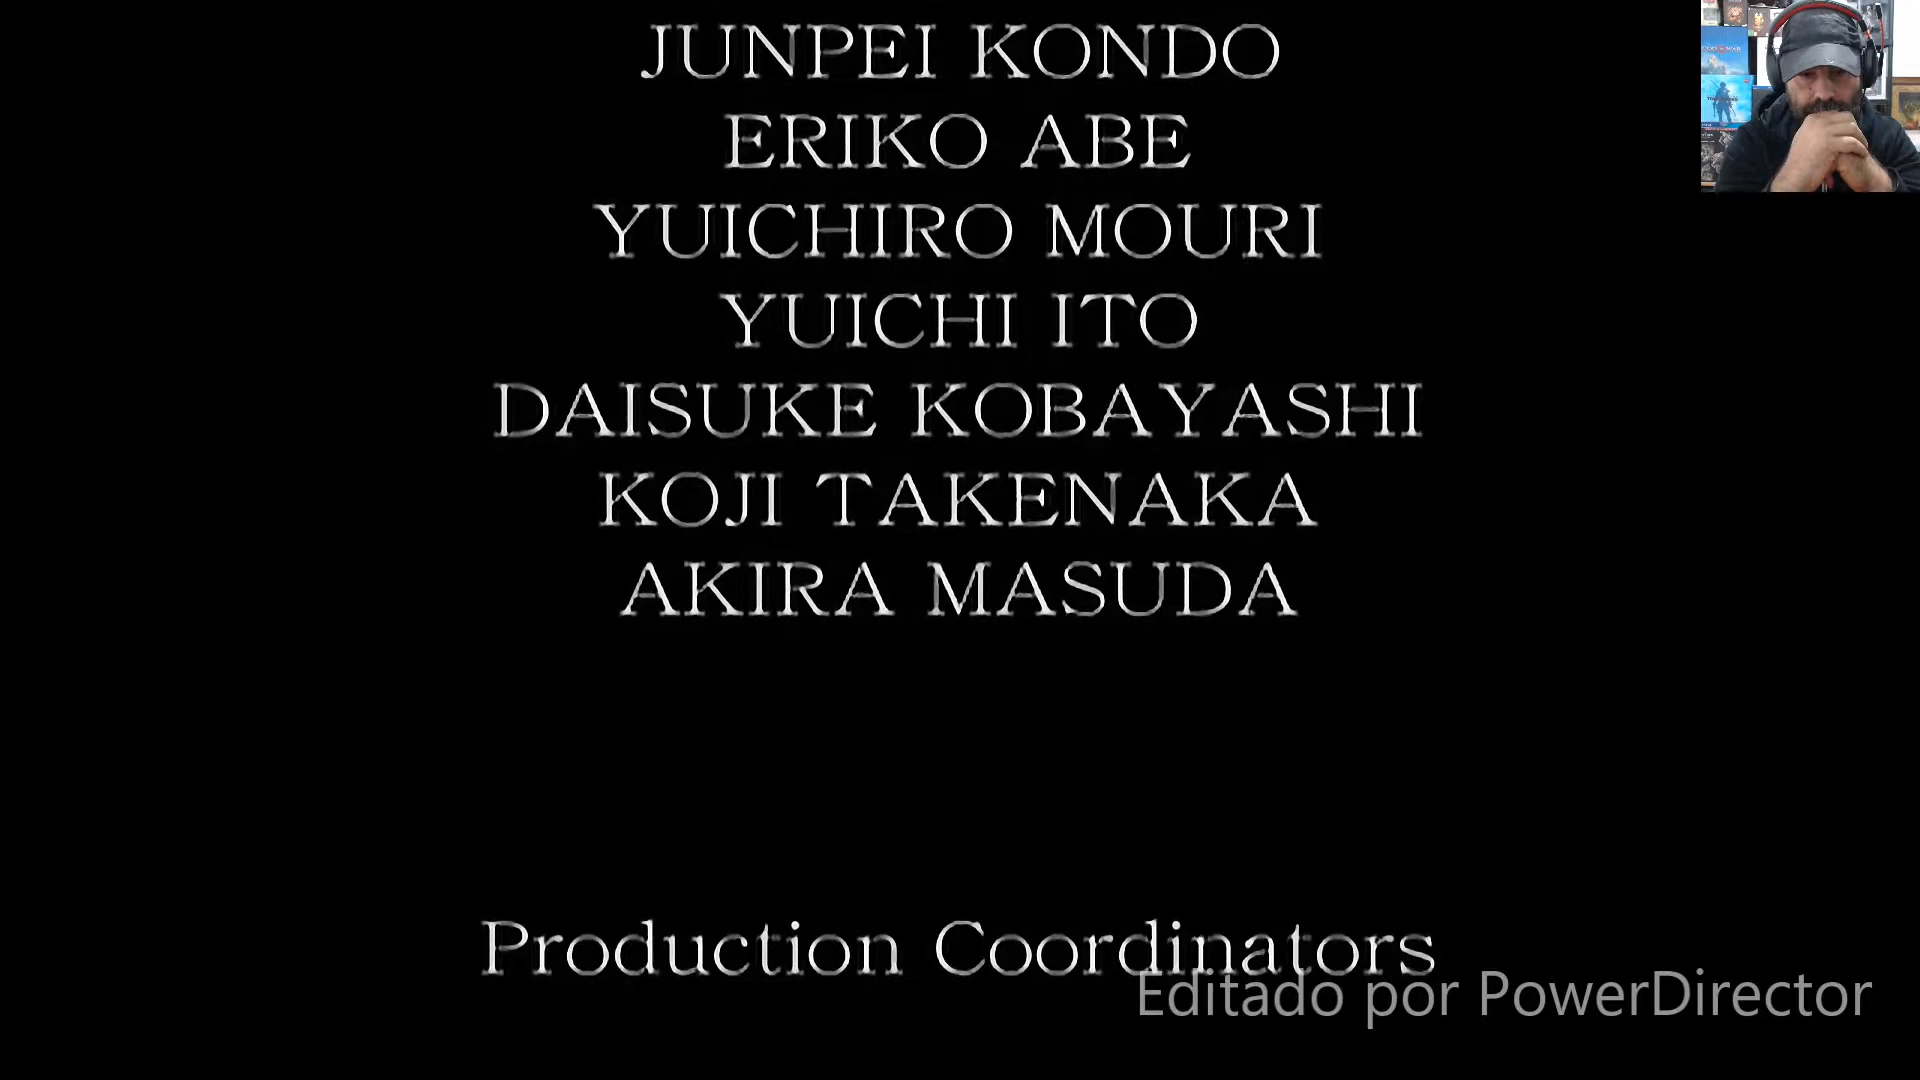 JUNPEI KONDO
ERIKO ABE
YUICHIRO MOURI
YUICHI ITO
DAISUKE KOBAYASHI
KOJI TAKENAKA
AKIRA MASUDA
Production Coordinators
Editado por PowerDirector